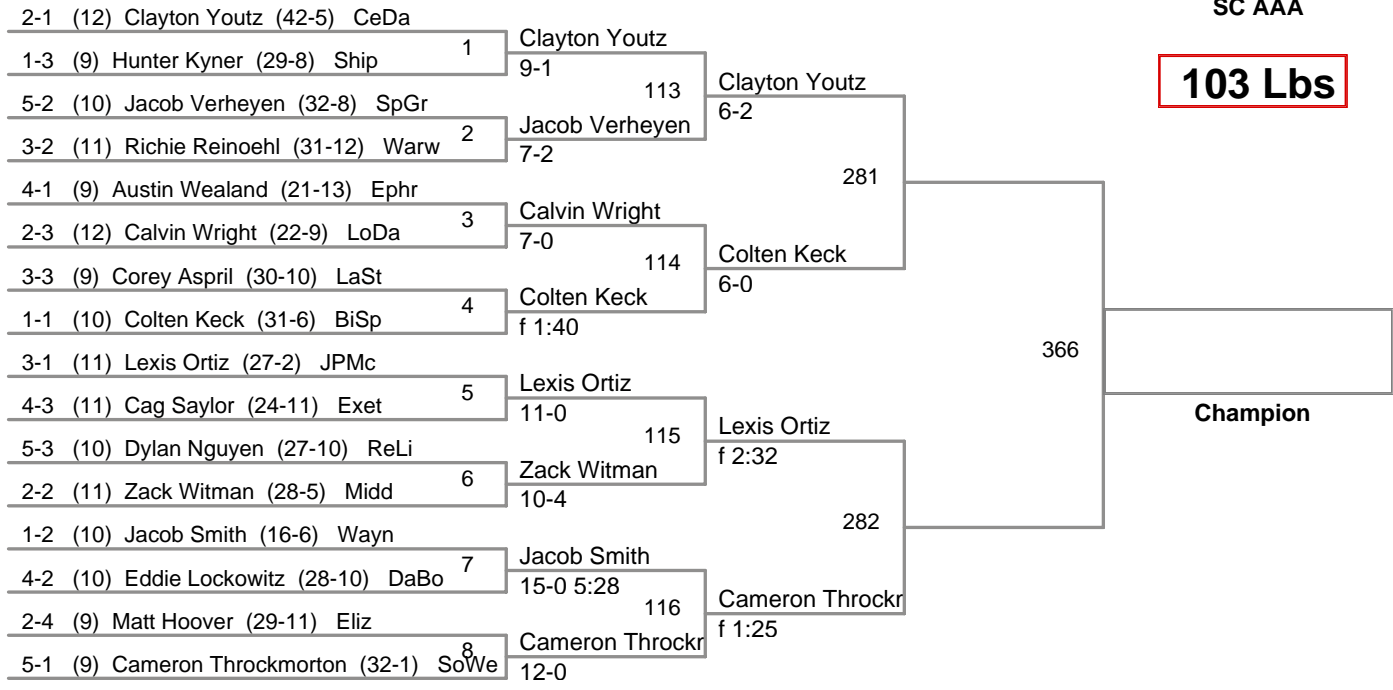 SC AAA
103 Lbs
2-1 (12) Clayton Youtz (42-5) CeDa
1-3 (9) Hunter Kyner (29-8) Ship
5-2 (10) Jacob Verheyen (32-8) SpGr
3-2 (11) Richie Reinoehl (31-12) Warw
4-1 (9) Austin Wealand (21-13) Ephr
2-3 (12) Calvin Wright (22-9) LoDa
3-3 (9) Corey Aspril (30-10) LaSt
1-1 (10) Colten Keck (31-6) BiSp
3-1 (11) Lexis Ortiz (27-2) JPMc
4-3 (11) Cag Saylor (24-11) Exet
5-3 (10) Dylan Nguyen (27-10) ReLi
2-2 (11) Zack Witman (28-5) Midd
1-2 (10) Jacob Smith (16-6) Wayn
4-2 (10) Eddie Lockowitz (28-10) DaBo
2-4 (9) Matt Hoover (29-11) Eliz
5-1 (9) Cameron Throckmorton (32-1) SoWe
1
2
3
4
5
6
7
8
Clayton Youtz
9-1
Jacob Verheyen
7-2
Calvin Wright
7-0
Colten Keck
f 1:40
Lexis Ortiz
11-0
Zack Witman
10-4
Jacob Smith
15-0 5:28
Cameron Throckr
12-0
113
114
115
116
Clayton Youtz
6-2
Colten Keck
6-0
Lexis Ortiz
f 2:32
Cameron Throckr
f 1:25
281
282
366
Champion